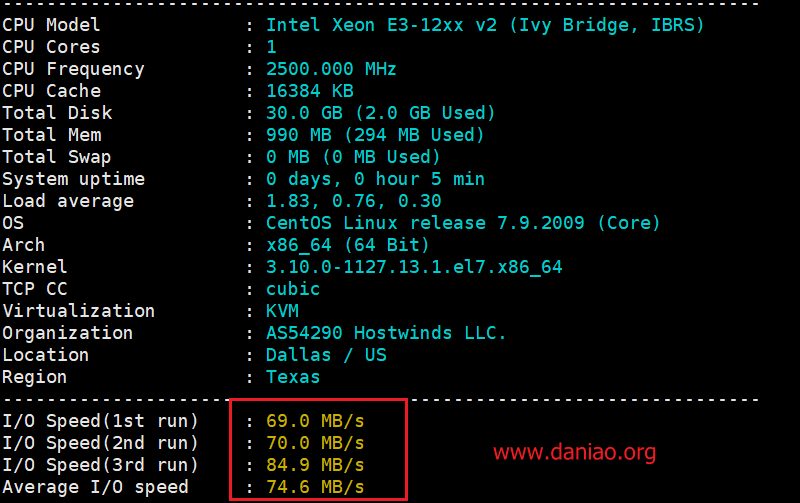 CPU Model : Intel Xeon E3-12xx v2 (Ivy Bridge, IBRS)
CPU Cores : 1
CPU Frequency : 2500.000 MHz
CPU Cache : 16384 KB
Total Disk : 30.0 GB (2.0 GB Used)
Total Mem : 990 MB (294 MB Used)
Total Swap : 0 MB (0 MB Used)
System uptime : 0 days, 0 hour 5 min
Load average : 1.83, 0.76, 0.30
OS : CentOS Linux release 7.9.2009 (Core)
Arch : x86_64 (64 Bit)
Kernel : 3.10.0-1127.13.1.el7.x86_64
TCP CC : cubic
Virtualization : KVM
Organization : AS54290 Hostwinds LLC.
Location : Dallas / US
Region : Texas
I/O Speed(1st run) : 69.0 MB/s
I/O Speed(2nd run) : 70.0 MB/s
I/O Speed(3rd run) : 84.9 MB/s
Average I/O speed : 74.6 MB/s
www.daniao.org